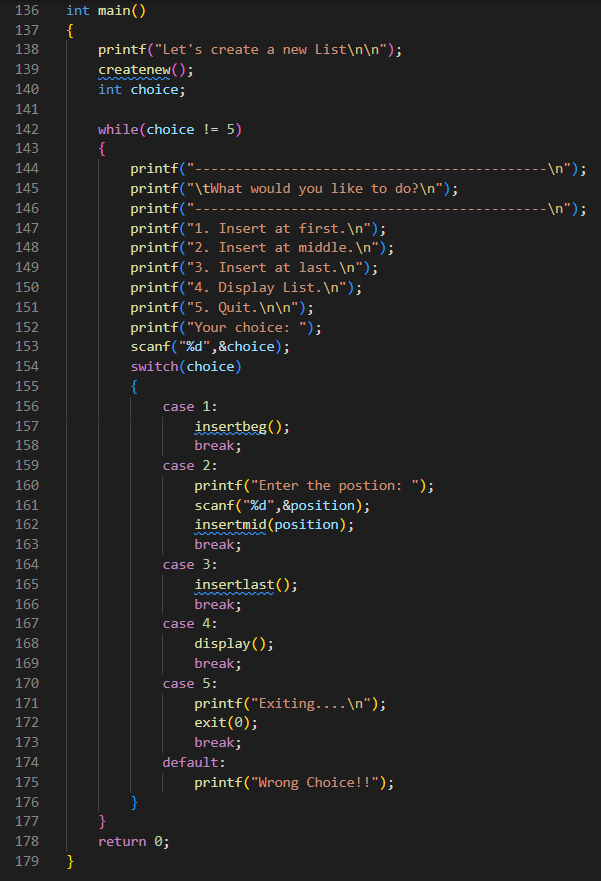 136 int main()
137 {
138 printf("Let's create a new List\n\n");
139 createnew();
140 int choice;
141
142 while(choice != 5)
143 {
144 printf("--------------------------------------------\n");
145 printf("\tWhat would you like to do?\n");
146 printf("--------------------------------------------\n");
147 printf("1. Insert at first.\n");
148 printf("2. Insert at middle.\n");
149 printf("3. Insert at last.\n");
150 printf("4. Display List.\n");
151 printf("5. Quit.\n\n");
152 printf("Your choice: ");
153 scanf("%d",&choice);
154 switch(choice)
155 {
156 case 1:
157 insertbeg();
158 break;
159 case 2:
160 printf("Enter the postion: ");
161 scanf("%d",&position);
162 insertmid(position);
163 break;
164 case 3:
165 insertlast();
166 break;
167 case 4:
168 display();
169 break;
170 case 5:
171 printf("Exiting....\n");
172 exit(0);
173 break;
174 default:
175 printf("Wrong Choice!!");
176 }
177 }
178 return 0;
179 }